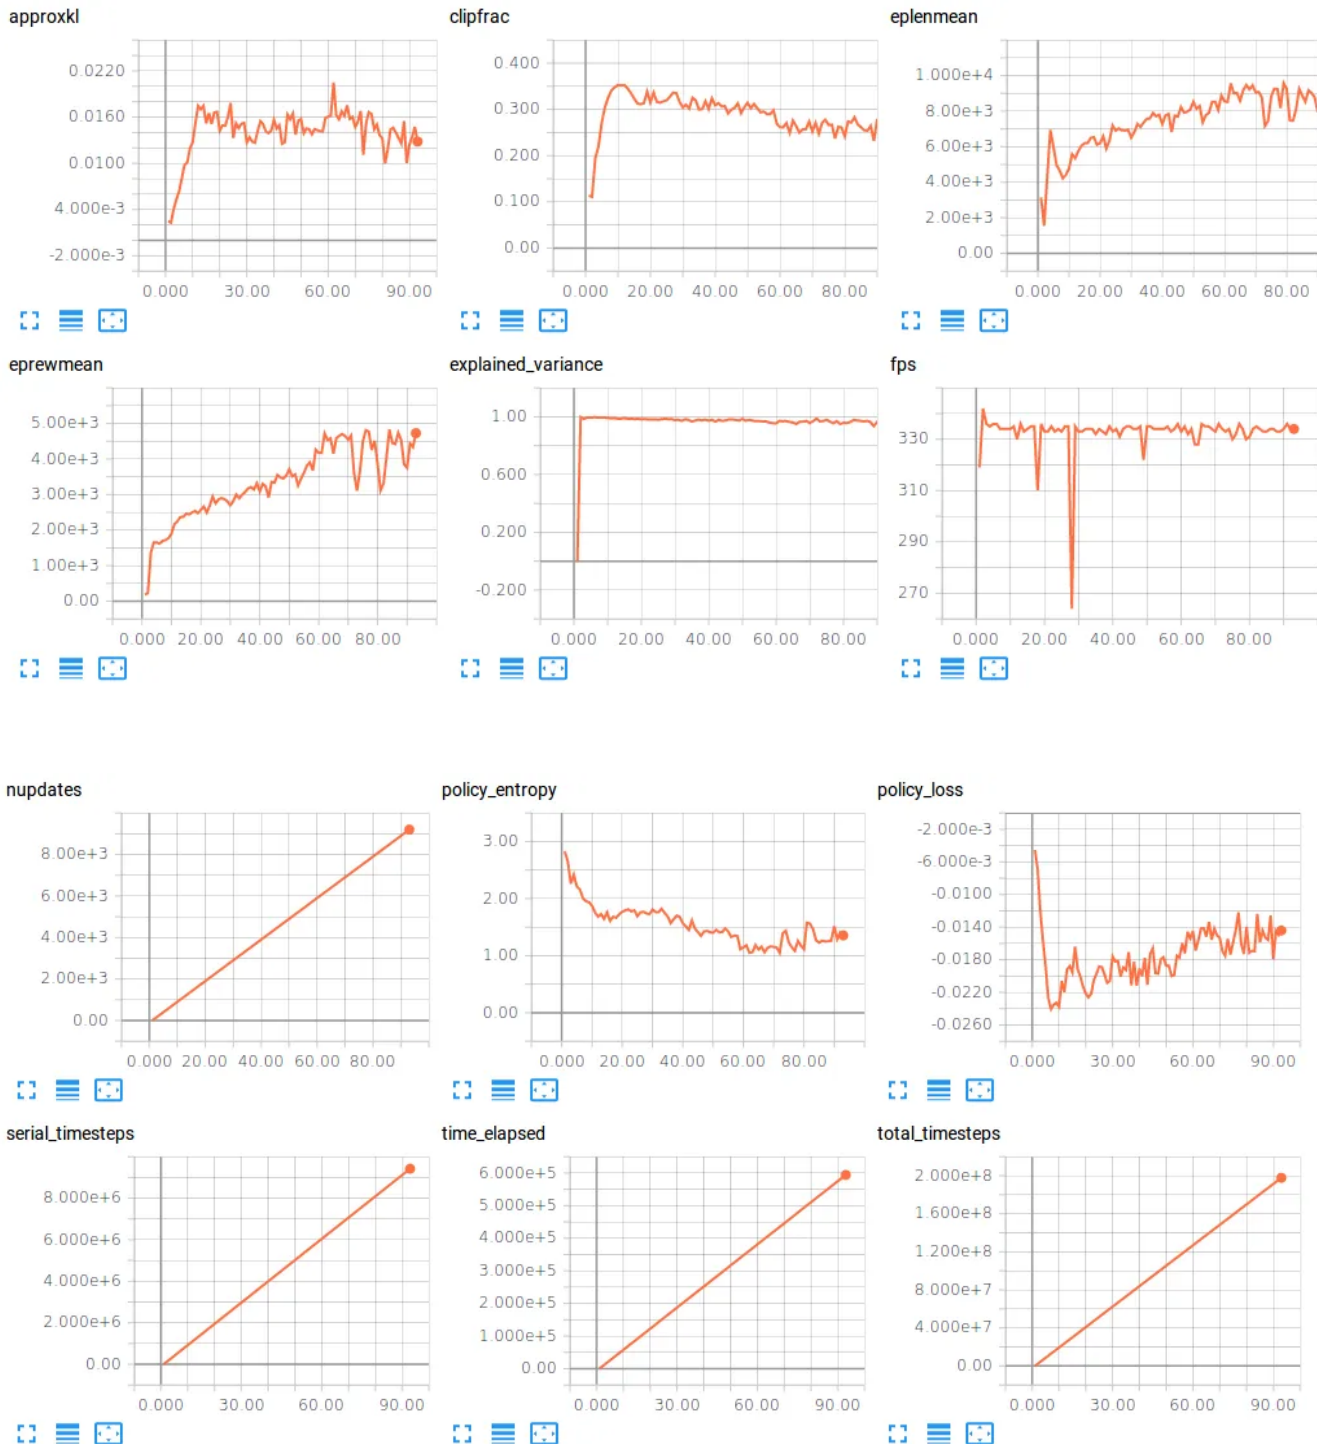 approxkl
0.0220
0.0160
0.0100
4.000e-3
-2.000e-3
0.000 30.00 60.00 90.00
clipfrac
0.400
0.300
0.200
0.100
0.00
0.000 20.00 40.00 60.00 80.00
eplenmean
1.000e+4
8.00e+3
6.00e+3
4.00e+3
2.00e+3
0.00
0.000 20.00 40.00 60.00 80.00
eprewmean
5.00e+3
4.00e+3
3.00e+3
2.00e+3
1.00e+3
0.00
0.000 20.00 40.00 60.00 80.00
explained_variance
1.00
0.600
0.200
-0.200
0.000 20.00 40.00 60.00 80.00
fps
330
310
290
270
0.000 20.00 40.00 60.00 80.00
nupdates
8.00e+3
6.00e+3
4.00e+3
2.00e+3
0.00
0.000 20.00 40.00 60.00 80.00
policy_entropy
3.00
2.00
1.00
0.00
0.000 20.00 40.00 60.00 80.00
policy_loss
-2.000e-3
-6.000e-3
-0.0100
-0.0140
-0.0180
-0.0220
-0.0260
0.000 30.00 60.00 90.00
serial_timesteps
8.000e+6
6.000e+6
4.000e+6
2.000e+6
0.00
0.000 30.00 60.00 90.00
time_elapsed
6.000e+5
5.000e+5
4.000e+5
3.000e+5
2.000e+5
1.000e+5
0.00
0.000 30.00 60.00 90.00
total_timesteps
2.000e+8
1.600e+8
1.200e+8
8.000e+7
4.000e+7
0.00
0.000 30.00 60.00 90.00